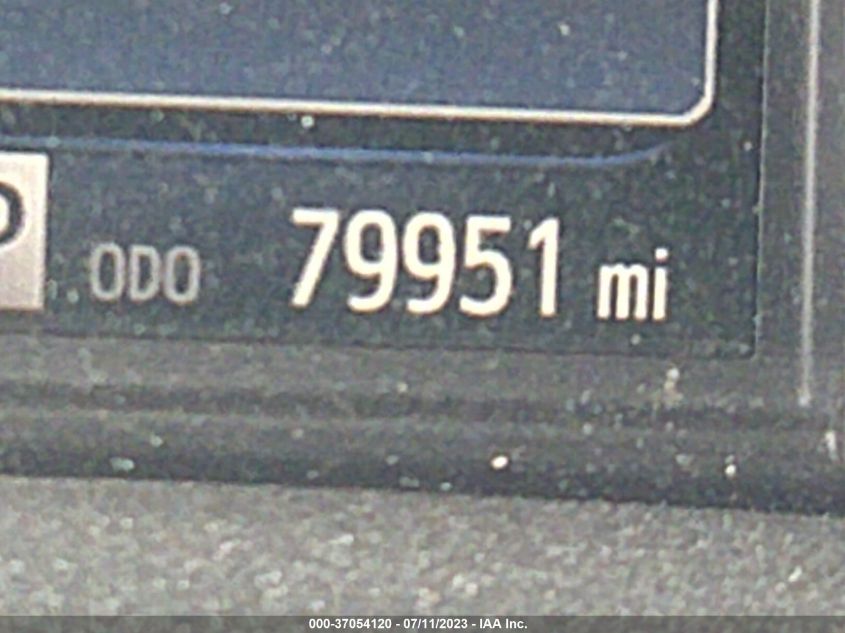 P
ODO 79951 mi
000-37054120 - 07/11/2023 - IAA Inc.